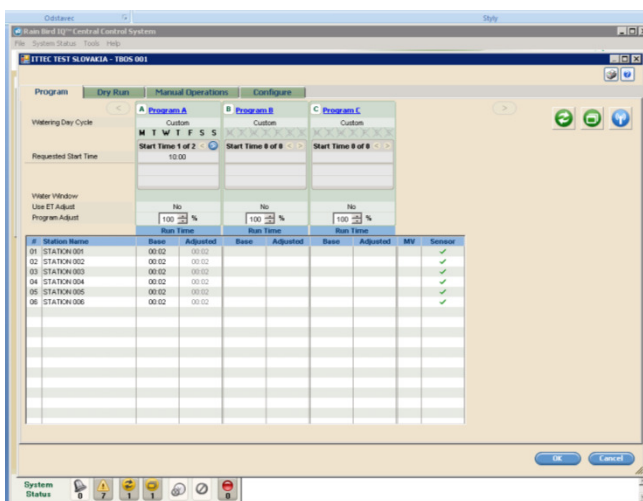 Odstavec
Styly
Rain Bird IQ™ Central Control System
File System Status Tools Help
ITTEC TEST SLOVAKIA - TBOS 001
Program Dry Run Manual Operations Configure
A Program A B Program B C Program C
Watering Day Cycle Custom Custom Custom
M T W T F S S
Start Time 1 of 2 Start Time 0 of 0 Start Time 0 of 0
Requested Start Time 10:00
Water Window
Use ET Adjust No No No
Program Adjust 100 % 100 % 100 %
Run Time Run Time Run Time
# Station Name Base Adjusted Base Adjusted Base Adjusted MV Sensor
01 STATION 001 00:02 00:02
02 STATION 002 00:02 00:02
03 STATION 003 00:02 00:02
04 STATION 004 00:02 00:02
05 STATION 005 00:02 00:02
06 STATION 006 00:02 00:02
OK Cancel
System
Status 0 7 1 1 0